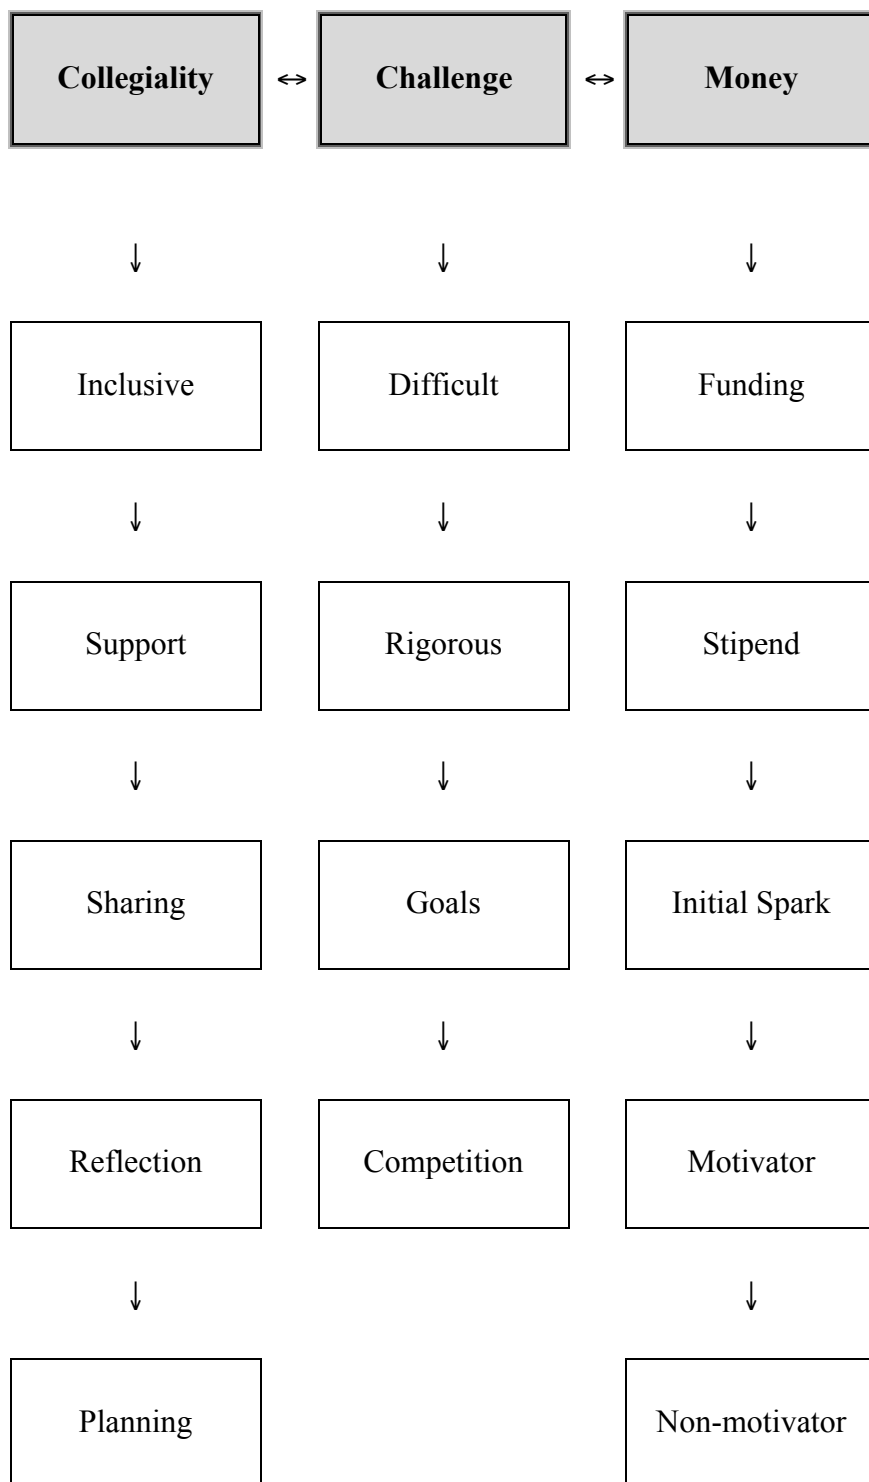 Collegiality ↔ Challenge ↔ Money
↓ ↓ ↓
Inclusive Difficult Funding
↓ ↓ ↓
Support Rigorous Stipend
↓ ↓ ↓
Sharing Goals Initial Spark
↓ ↓ ↓
Reflection Competition Motivator
↓ ↓
Planning Non-motivator